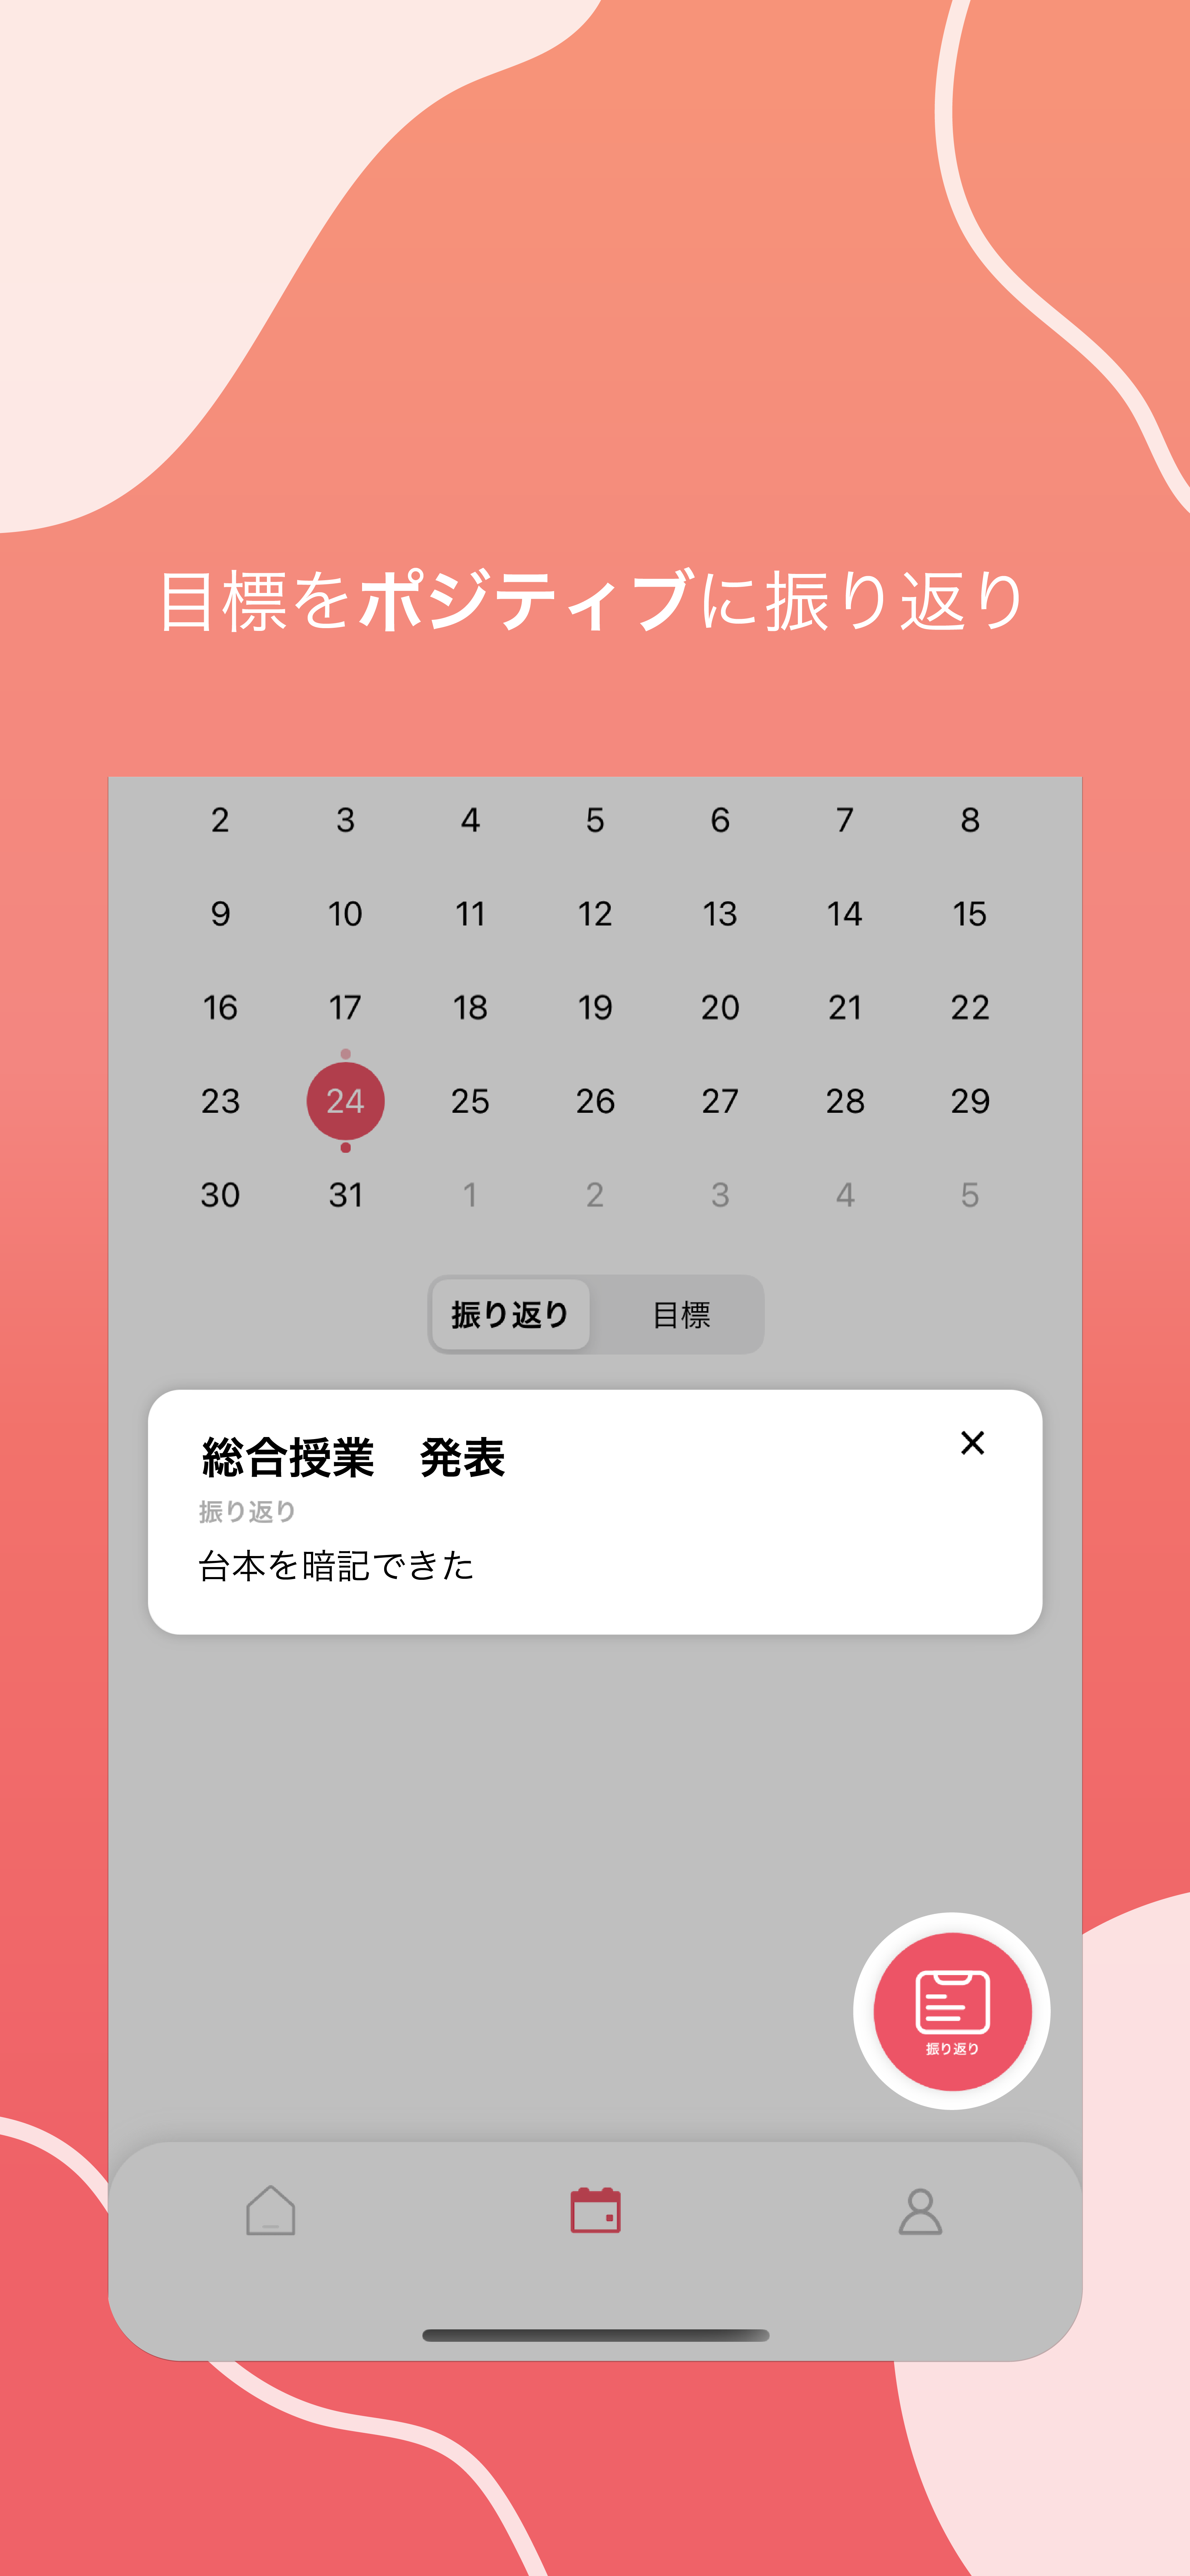 目標をポジティブに振り返り
2 3 4 5 6 7 8
9 10 11 12 13 14 15
16 17 18 19 20 21 22
23 24 25 26 27 28 29
30 31 1 2 3 4 5
振り返り 目標
総合授業　発表
振り返り
台本を暗記できた
振り返り